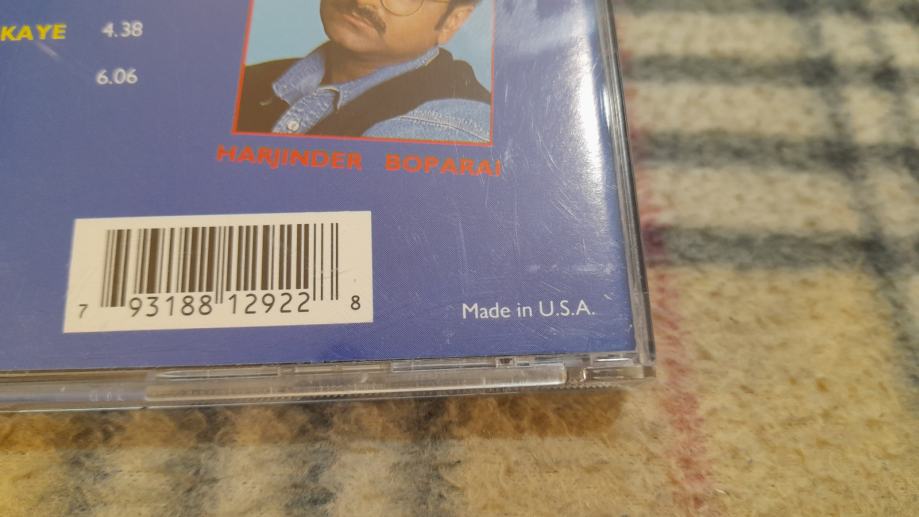 KAYE 4.38
6.06
HARJINDER BOPARAI
7 93188 12922 8
Made in U.S.A.